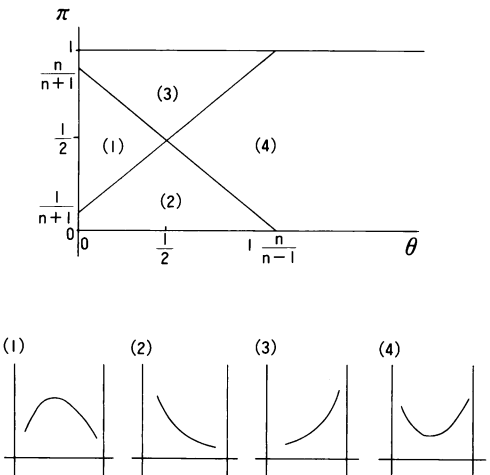 π
1
n/(n+1)
(3)
1/2
(1)
(4)
1/(n+1)
(2)
0
0
1/2
1
n/(n−1)
θ
(1) (2) (3) (4)